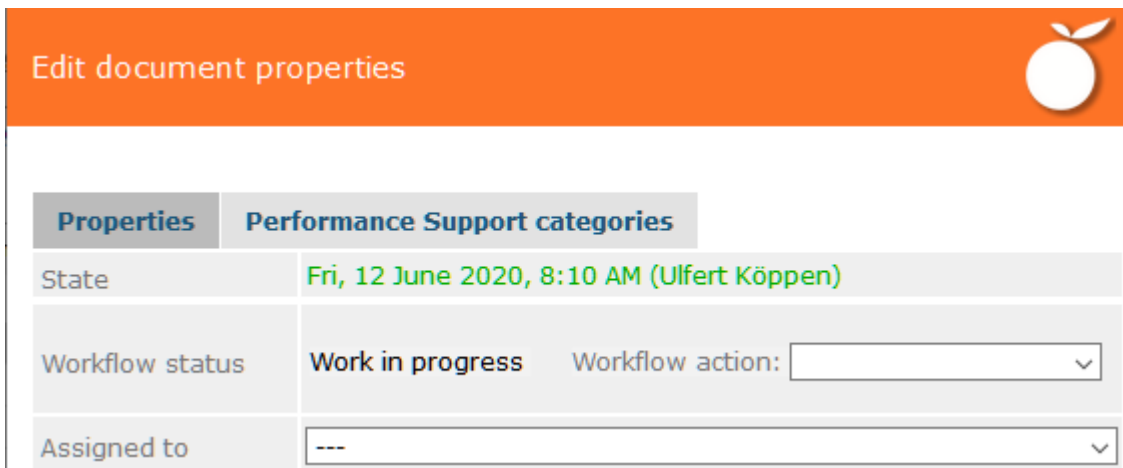 Edit document properties
Properties Performance Support categories
State Fri, 12 June 2020, 8:10 AM (Ulfert Köppen)
Workflow status Work in progress Workflow action:
Assigned to ---